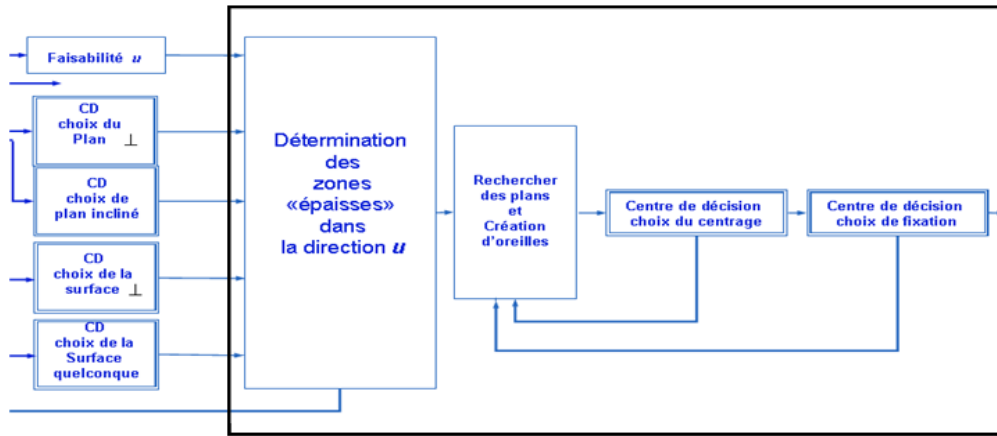 Faisabilité u
CD
choix du
Plan ⊥
CD
choix de
plan incliné
CD
choix de la
surface ⊥
CD
choix de la
Surface
quelconque
Détermination
des
zones
«épaisses»
dans
la direction u
Rechercher
des plans
et
Création
d'oreilles
Centre de décision
choix du centrage
Centre de décision
choix de fixation